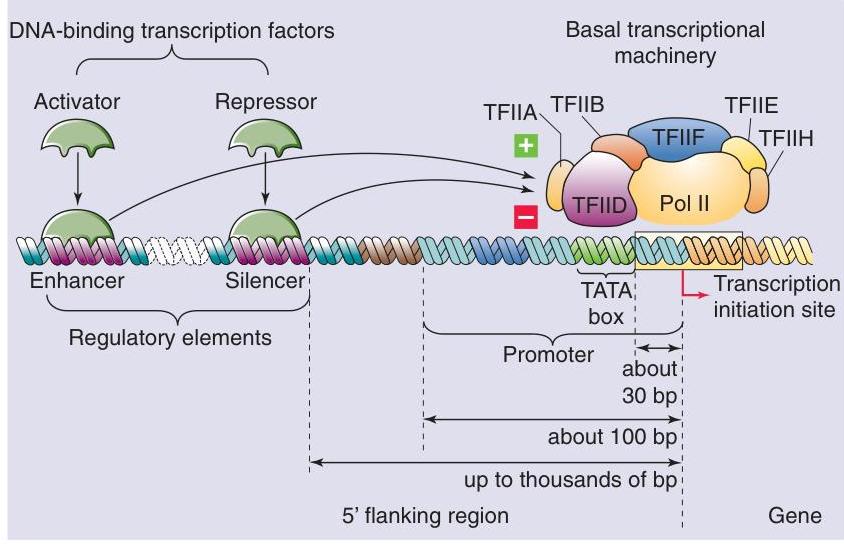 DNA-binding transcription factors
Basal transcriptional
machinery
Activator
Repressor
TFIIA
TFIIB
TFIIE
TFIIF
TFIIH
+
TFIID
Pol II
−
Enhancer
Silencer
TATA
box
Transcription
initiation site
Regulatory elements
Promoter
about
30 bp
about 100 bp
up to thousands of bp
5' flanking region
Gene